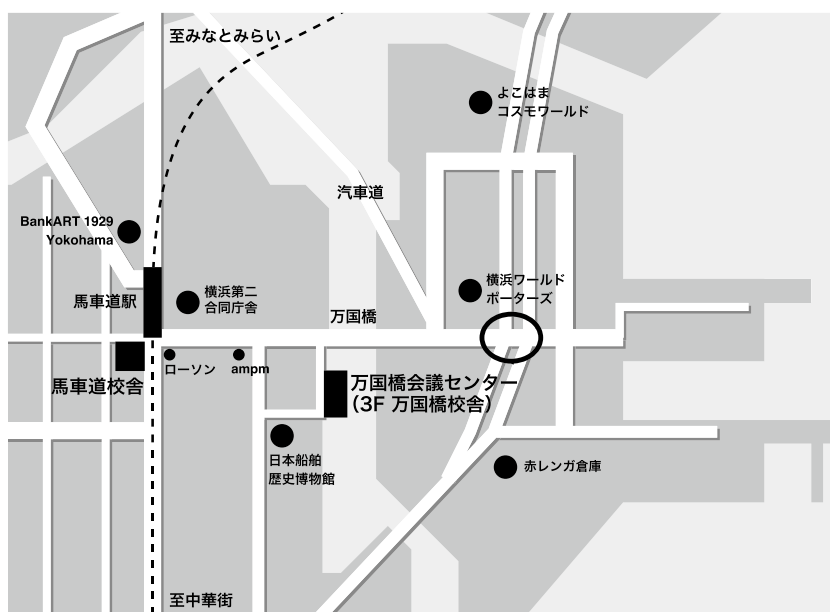 至みなとみらい
よこはま
コスモワールド
汽車道
BankART 1929
Yokohama
横浜ワールド
ポーターズ
馬車道駅
横浜第二
合同庁舎
万国橋
ローソン
ampm
馬車道校舎
万国橋会議センター
（3F 万国橋校舎）
日本船舶
歴史博物館
赤レンガ倉庫
至中華街